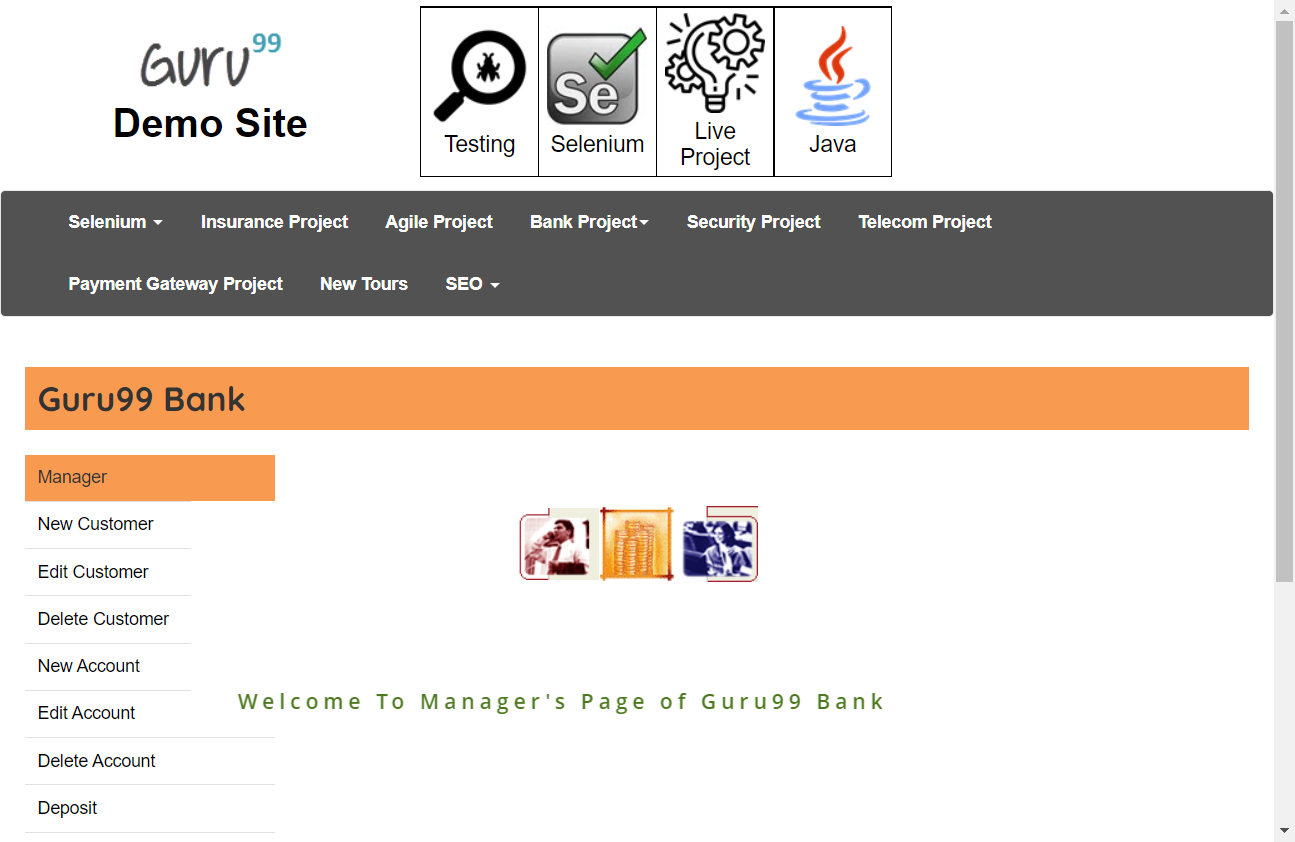 Guru99
Demo Site
Testing
Se
Selenium
Live
Project
Java
Selenium
Insurance Project
Agile Project
Bank Project
Security Project
Telecom Project
Payment Gateway Project
New Tours
SEO
Guru99 Bank
Manager
New Customer
Edit Customer
Delete Customer
New Account
Edit Account
Delete Account
Deposit
Welcome To Manager's Page of Guru99 Bank